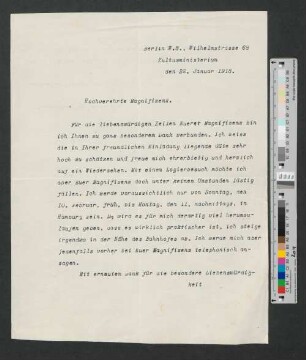 Berlin W.8., Wilhelmstrasse 68
Kultusministerium
den 28. Januar 1918.
Hochverehrte Magnifizenz.
Für die liebenswürdigen Zeilen Euerer Magnifizenz bin
ich Ihnen zu ganz besonderem Dank verbunden. Ich weiss
die in Ihrer freundlichen Einladung liegende Güte sehr
hoch zu schätzen und freue mich ehrerbietig und herzlich
auf ein Wiedersehen. Mit einem Logierbesuch möchte ich
aber Euer Magnifizenz doch unter keinen Umständen lästig
fallen. Ich werde voraussichtlich nur von Sonntag, den
10. Februar, früh, bis Montag, den 11. nachmittags, in
Hamburg sein. Da wird es für mich derartig viel herumzu-
laufen geben, dass es wirklich praktischer ist, ich steige
irgendwo in der Nähe des Bahnhofes ab. Ich werde mich aber
jedenfalls vorher bei Euer Magnifizenz telephonisch an-
sagen.
Mit erneutem Dank für die besondere Liebenswürdig-
keit